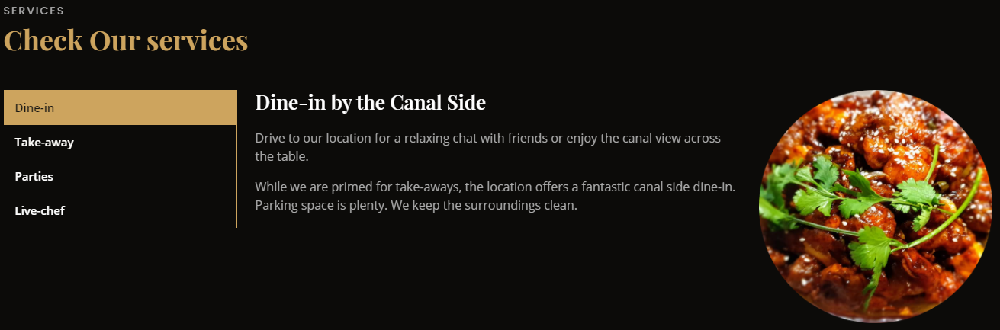 SERVICES
Check Our services
Dine-in
Take-away
Parties
Live-chef
Dine-in by the Canal Side
Drive to our location for a relaxing chat with friends or enjoy the canal view across
the table.
While we are primed for take-aways, the location offers a fantastic canal side dine-in.
Parking space is plenty. We keep the surroundings clean.